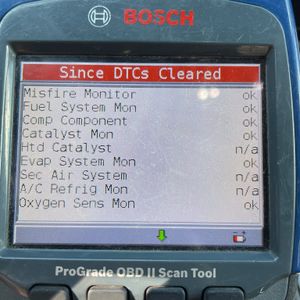 BOSCH
Since DTCs Cleared
Misfire Monitor ok
Fuel System Mon ok
Comp Component ok
Catalyst Mon ok
Htd Catalyst n/a
Evap System Mon ok
Sec Air System n/a
A/C Refrig Mon n/a
Oxygen Sens Mon ok
ProGrade OBD II Scan Tool